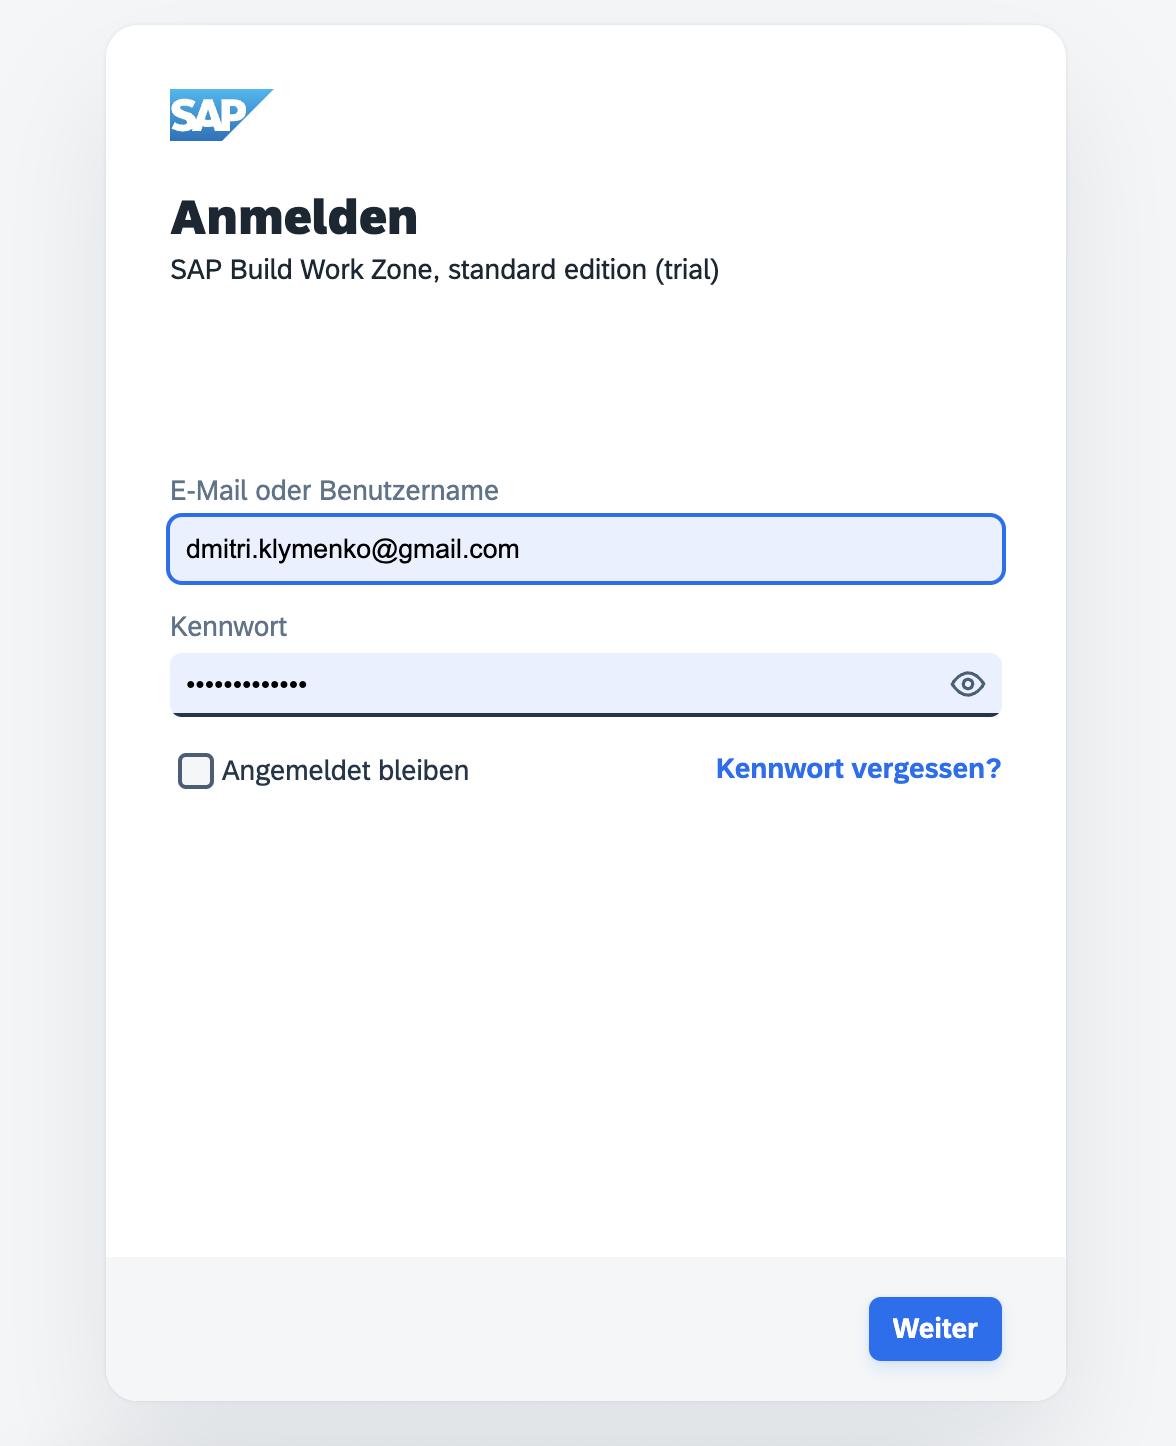 SAP
Anmelden
SAP Build Work Zone, standard edition (trial)
E-Mail oder Benutzername
dmitri.klymenko@gmail.com
Kennwort
•••••••••••••
Angemeldet bleiben
Kennwort vergessen?
Weiter